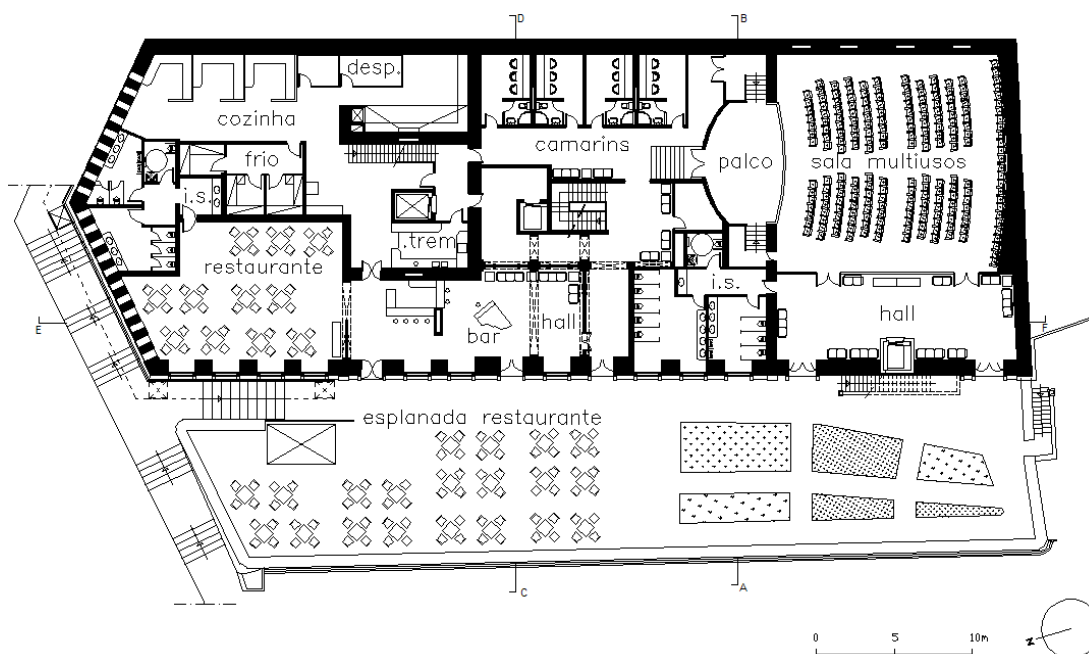 D
B
desp.
cozinha
camarins
frio
palco
sala multiusos
i.s.
.trem
restaurante
i.s.
hall
hall
bar
E
F
esplanada restaurante
C
A
0 5 10m
N